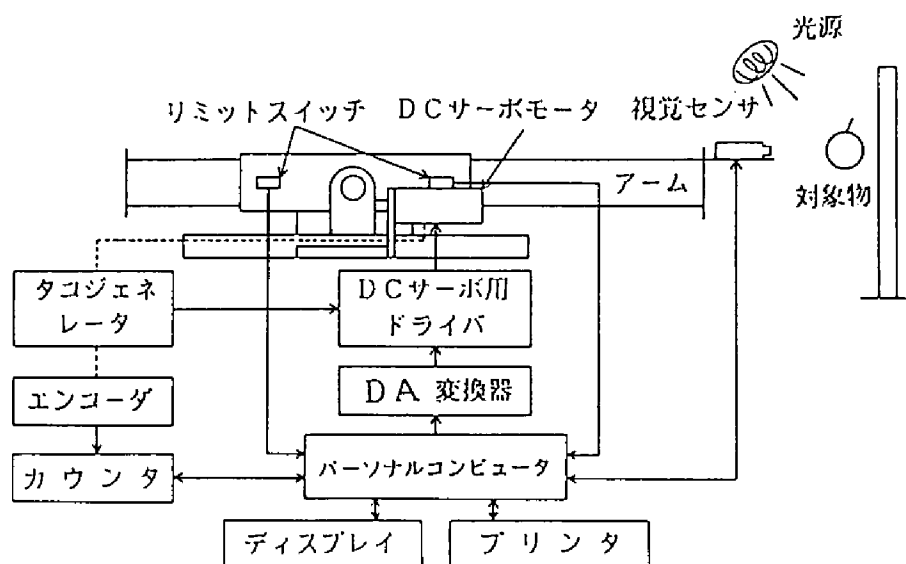 光源
リミットスイッチ
DCサーボモータ
視覚センサ
アーム
対象物
タコジェネ
レータ
DCサーボ用
ドライバ
エンコーダ
DA変換器
カウンタ
パーソナルコンピュータ
ディスプレイ
プリンタ